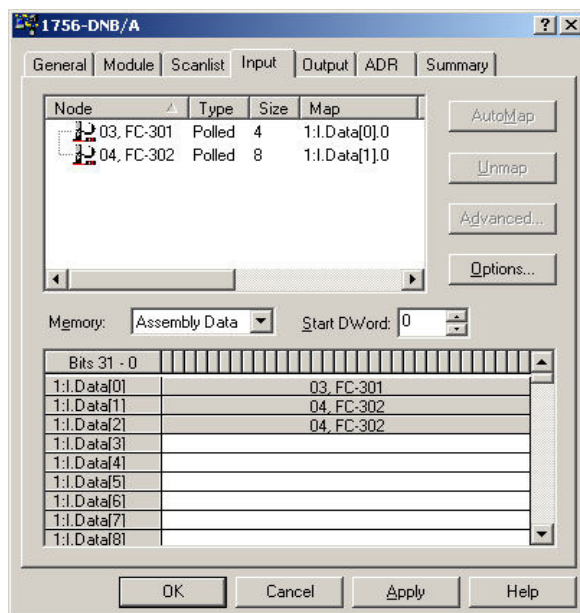 1756-DNB/A
General Module Scanlist Input Output ADR Summary
Node Type Size Map
03, FC-301 Polled 4 1:I.Data[0].0
04, FC-302 Polled 8 1:I.Data[1].0
AutoMap
Unmap
Advanced...
Options...
Memory: Assembly Data Start DWord: 0
Bits 31 - 0
1:I.Data[0] 03, FC-301
1:I.Data[1] 04, FC-302
1:I.Data[2] 04, FC-302
1:I.Data[3]
1:I.Data[4]
1:I.Data[5]
1:I.Data[6]
1:I.Data[7]
1:I.Data[8]
OK Cancel Apply Help